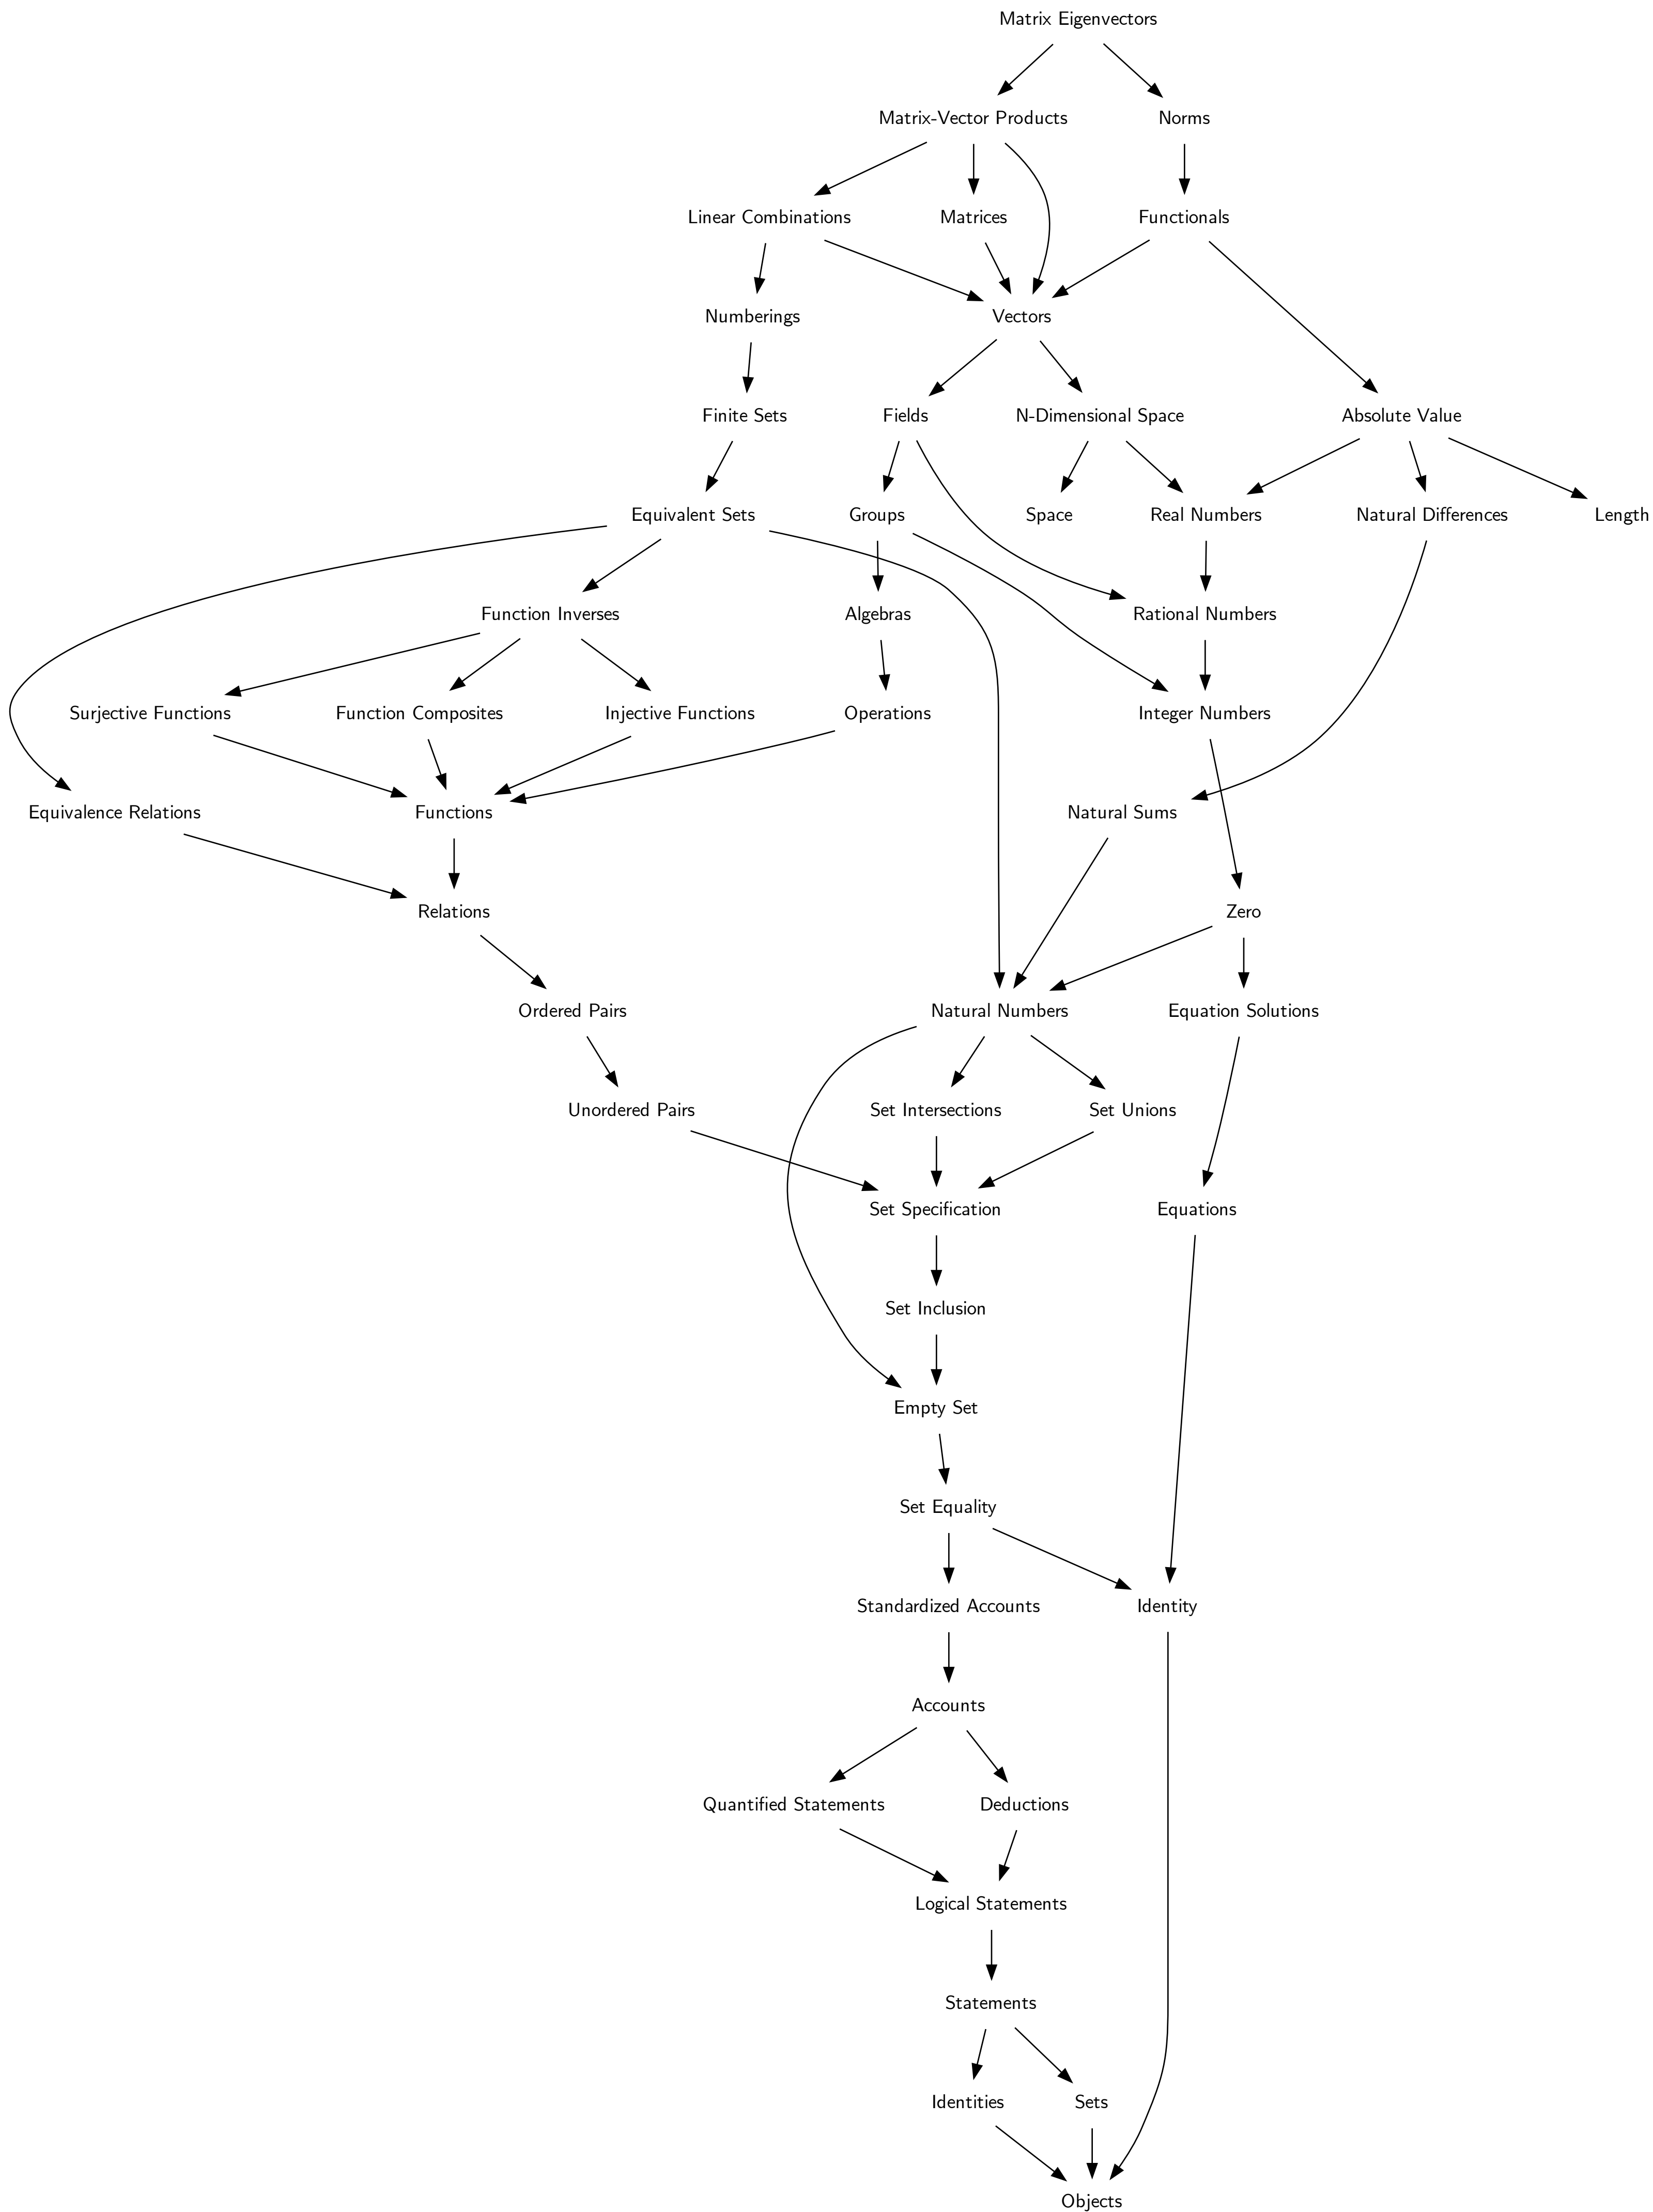 Matrix Eigenvectors
Matrix-Vector Products
Norms
Linear Combinations
Matrices
Functionals
Numberings
Vectors
Finite Sets
Fields
N-Dimensional Space
Absolute Value
Equivalent Sets
Groups
Space
Real Numbers
Natural Differences
Length
Function Inverses
Algebras
Rational Numbers
Surjective Functions
Function Composites
Injective Functions
Operations
Integer Numbers
Equivalence Relations
Functions
Natural Sums
Relations
Zero
Ordered Pairs
Natural Numbers
Equation Solutions
Unordered Pairs
Set Intersections
Set Unions
Set Specification
Equations
Set Inclusion
Empty Set
Set Equality
Standardized Accounts
Identity
Accounts
Quantified Statements
Deductions
Logical Statements
Statements
Identities
Sets
Objects